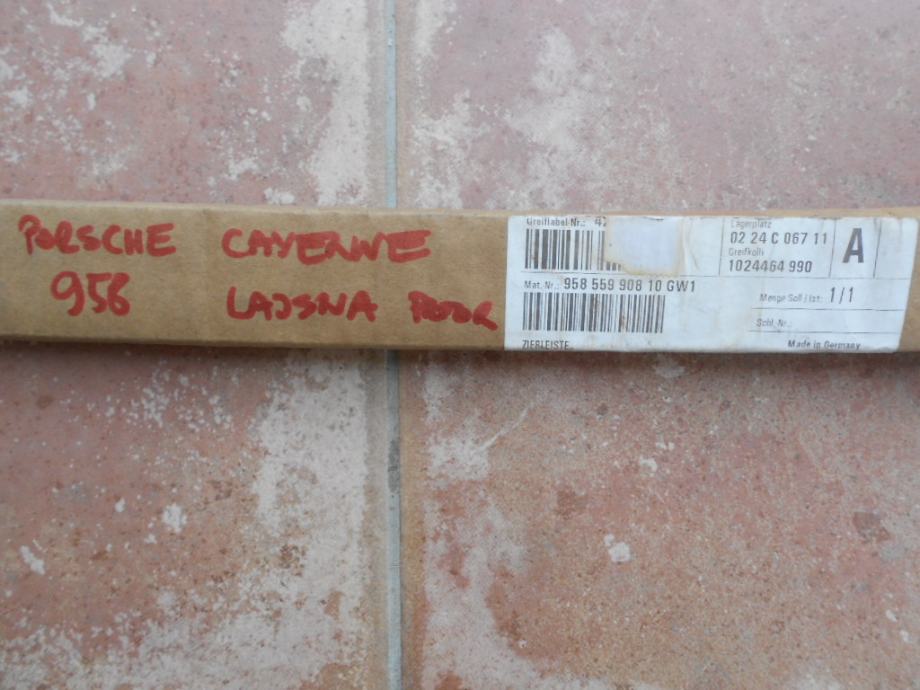 PORSCHE CAYENNE
958 LAJSNA
Greiflabel-Nr.: 42
Mat. Nr.: 958 559 908 10 GW1
ZIERLEISTE
Lagerplatz
02 24 C 067 11
Greifkolli
1024464 990
A
Menge Soll/Ist: 1/1
Schl. Nr.:
Made in Germany